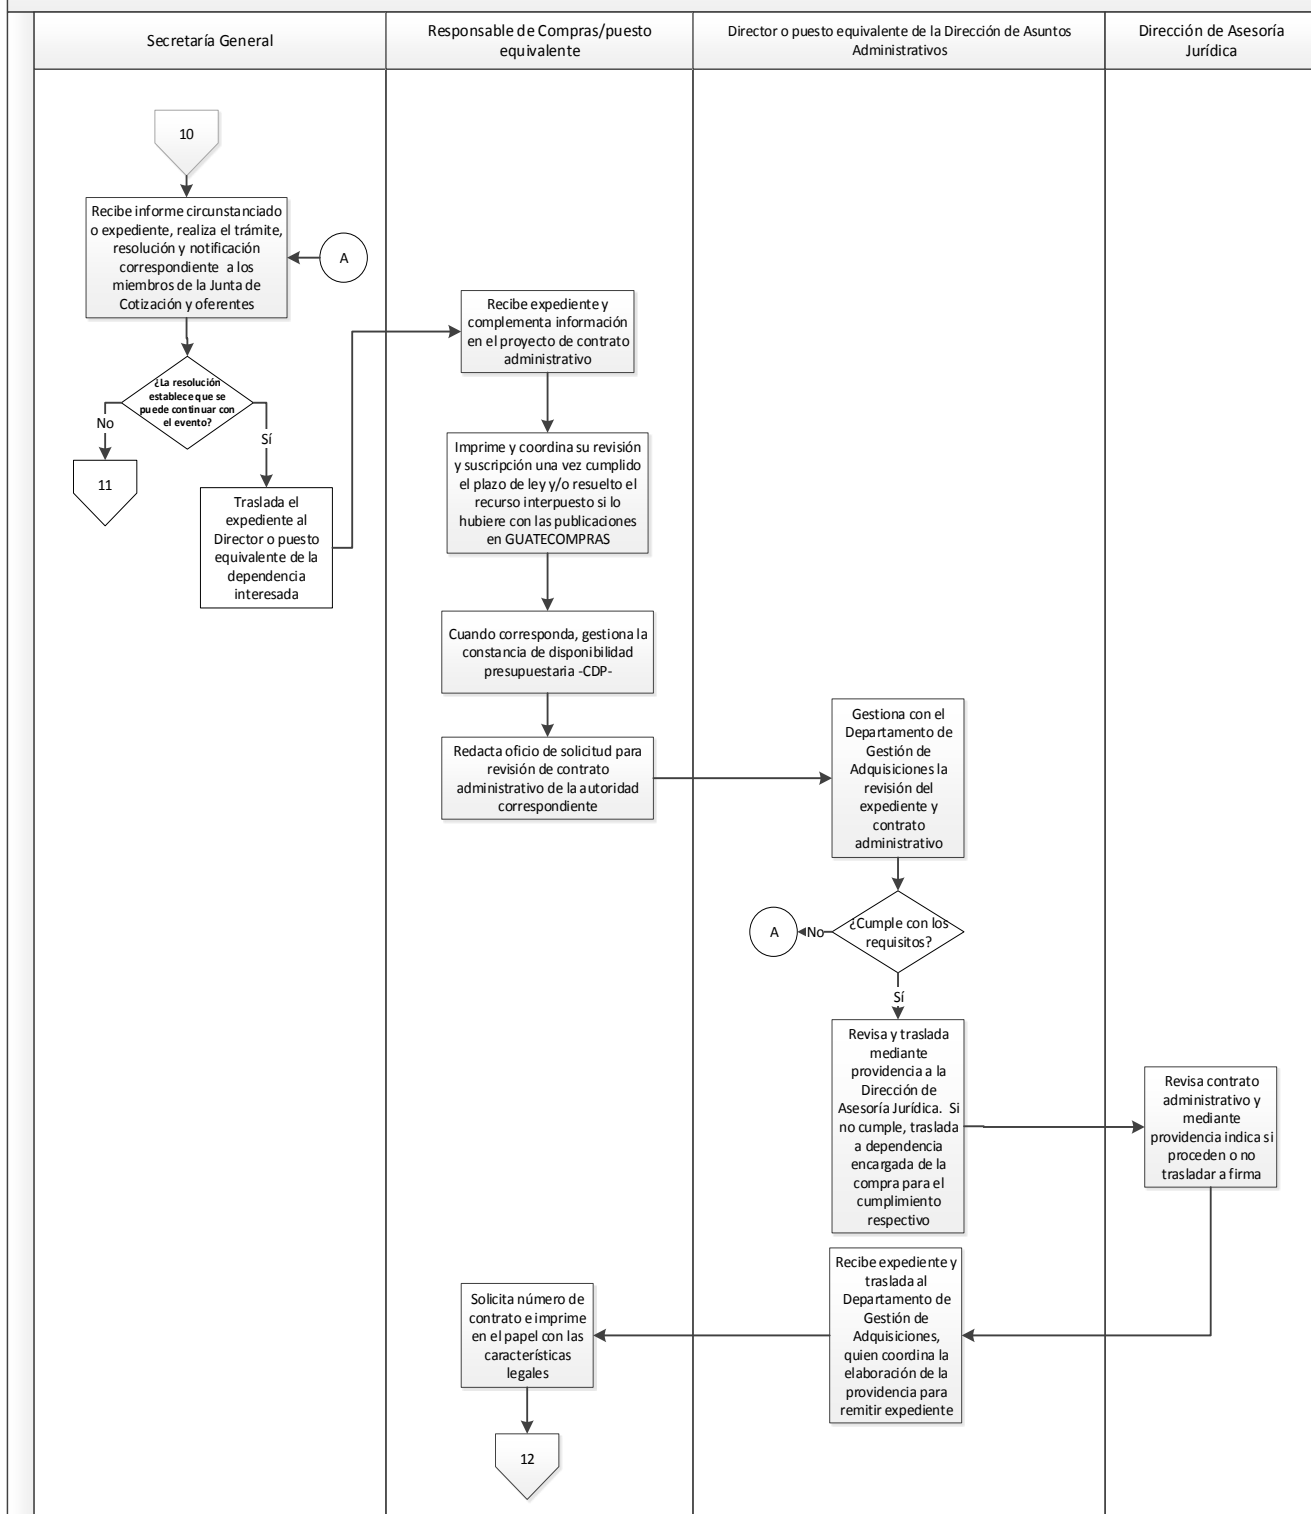 Secretaría General
Responsable de Compras/puesto
equivalente
Director o puesto equivalente de la Dirección de Asuntos
Administrativos
Dirección de Asesoría
Jurídica
10
Recibe informe circunstanciado
o expediente, realiza el trámite,
resolución y notificación
correspondiente a los
miembros de la Junta de
Cotización y oferentes
A
¿La resolución
establece que se
puede continuar con
el evento?
No
Sí
11
Traslada el
expediente al
Director o puesto
equivalente de la
dependencia
interesada
Recibe expediente y
complementa información
en el proyecto de contrato
administrativo
Imprime y coordina su revisión
y suscripción una vez cumplido
el plazo de ley y/o resuelto el
recurso interpuesto si lo
hubiere con las publicaciones
en GUATECOMPRAS
Cuando corresponda, gestiona la
constancia de disponibilidad
presupuestaria -CDP-
Redacta oficio de solicitud para
revisión de contrato
administrativo de la autoridad
correspondiente
Gestiona con el
Departamento de
Gestión de
Adquisiciones la
revisión del
expediente y
contrato
administrativo
¿Cumple con los
requisitos?
No
A
Sí
Revisa y traslada
mediante
providencia a la
Dirección de
Asesoría Jurídica. Si
no cumple, traslada
a dependencia
encargada de la
compra para el
cumplimiento
respectivo
Revisa contrato
administrativo y
mediante
providencia indica si
proceden o no
trasladar a firma
Recibe expediente y
traslada al
Departamento de
Gestión de
Adquisiciones,
quien coordina la
elaboración de la
providencia para
remitir expediente
Solicita número de
contrato e imprime
en el papel con las
características
legales
12